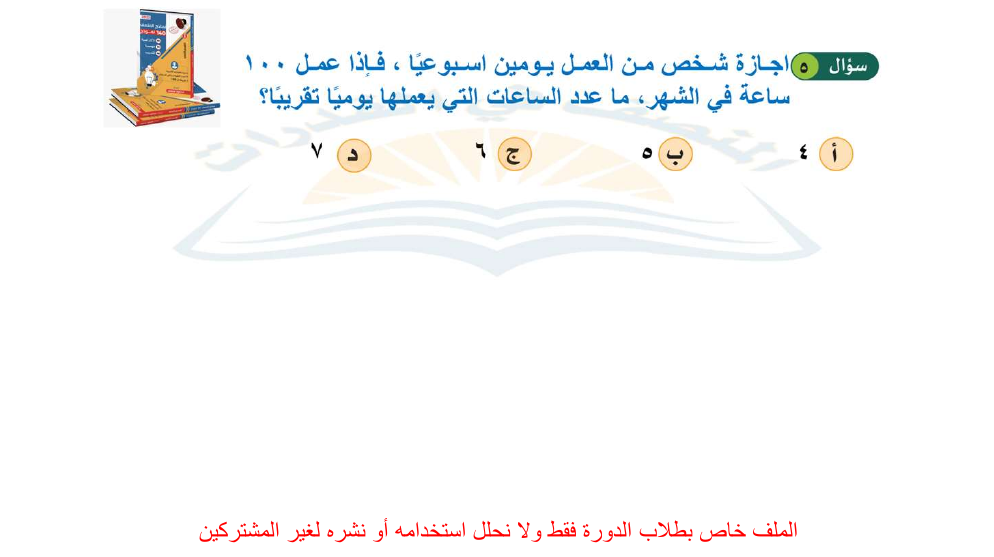 سؤال ٥ اجازة شخص من العمل يومين اسبوعيًا ، فإذا عمل ١٠٠
ساعة في الشهر، ما عدد الساعات التي يعملها يوميًا تقريبًا؟
أ ٤ ب ٥ ج ٦ د ٧
الملف خاص بطلاب الدورة فقط ولا نحلل استخدامه أو نشره لغير المشتركين